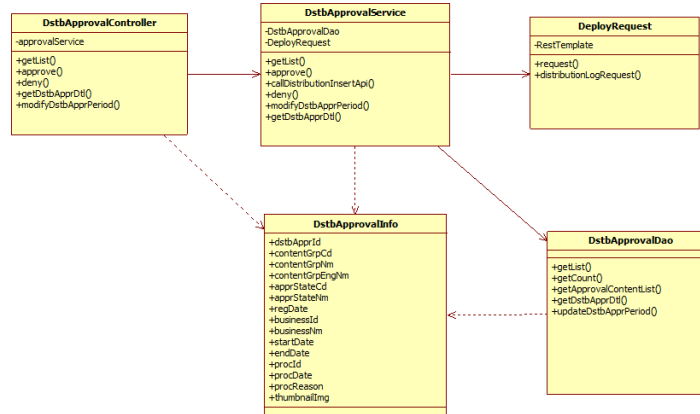 DstbApprovalController
-approvalService
+getList()
+approve()
+deny()
+getDstbApprDtl()
+modifyDstbApprPeriod()
DstbApprovalService
-DstbApprovalDao
-DeployRequest
+getList()
+approve()
+callDistributionInsertApi()
+deny()
+modifyDstbApprPeriod()
+getDstbApprDtl()
DeployRequest
-RestTemplate
+request()
+distributionLogRequest()
DstbApprovalInfo
+dstbApprId
+contentGrpCd
+contentGrpNm
+contentGrpEngNm
+apprStateCd
+apprStateNm
+regDate
+businessId
+businessNm
+startDate
+endDate
+procId
+procDate
+procReason
+thumbnailImg
DstbApprovalDao
+getList()
+getCount()
+getApprovalContentList()
+getDstbApprDtl()
+updateDstbApprPeriod()